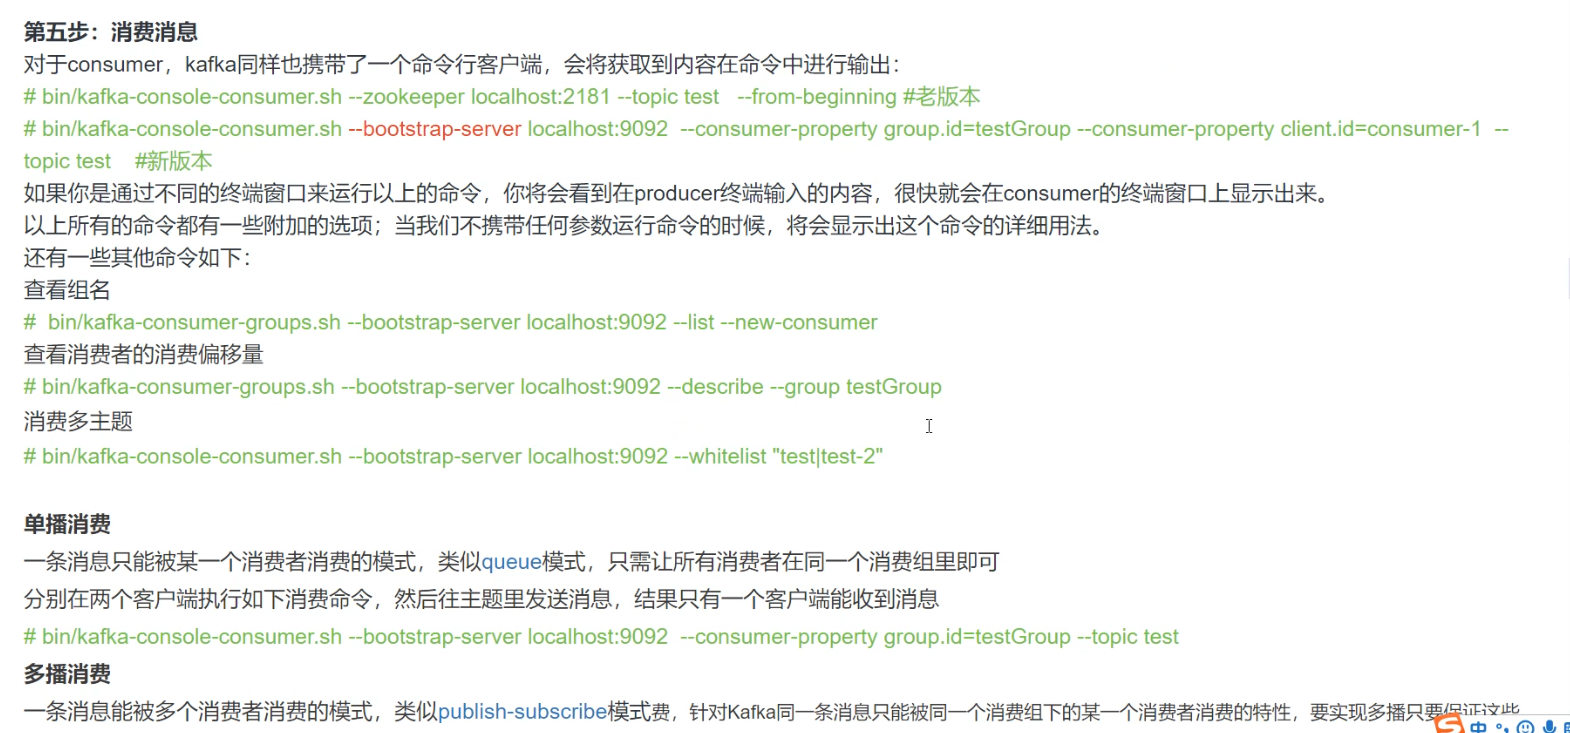 第五步：消费消息
对于consumer，kafka同样也携带了一个命令行客户端，会将获取到内容在命令中进行输出：
# bin/kafka-console-consumer.sh --zookeeper localhost:2181 --topic test   --from-beginning #老版本
# bin/kafka-console-consumer.sh --bootstrap-server localhost:9092  --consumer-property group.id=testGroup --consumer-property client.id=consumer-1  --
topic test    #新版本
如果你是通过不同的终端窗口来运行以上的命令，你将会看到在producer终端输入的内容，很快就会在consumer的终端窗口上显示出来。
以上所有的命令都有一些附加的选项；当我们不携带任何参数运行命令的时候，将会显示出这个命令的详细用法。
还有一些其他命令如下：
查看组名
#  bin/kafka-consumer-groups.sh --bootstrap-server localhost:9092 --list --new-consumer
查看消费者的消费偏移量
# bin/kafka-consumer-groups.sh --bootstrap-server localhost:9092 --describe --group testGroup
消费多主题
# bin/kafka-console-consumer.sh --bootstrap-server localhost:9092 --whitelist "test|test-2"
单播消费
一条消息只能被某一个消费者消费的模式，类似queue模式，只需让所有消费者在同一个消费组里即可
分别在两个客户端执行如下消费命令，然后往主题里发送消息，结果只有一个客户端能收到消息
# bin/kafka-console-consumer.sh --bootstrap-server localhost:9092  --consumer-property group.id=testGroup --topic test
多播消费
一条消息能被多个消费者消费的模式，类似publish-subscribe模式费，针对Kafka同一条消息只能被同一个消费组下的某一个消费者消费的特性，要实现多播只要保证这些
中